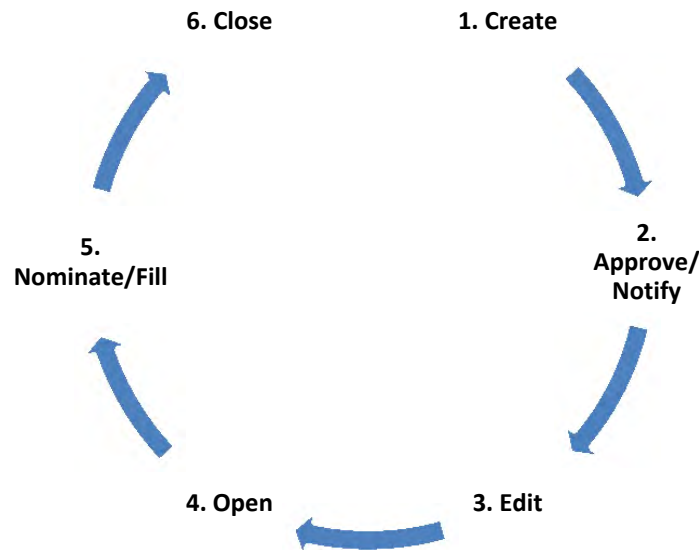 6. Close
1. Create
2.
Approve/
Notify
3. Edit
4. Open
5.
Nominate/Fill